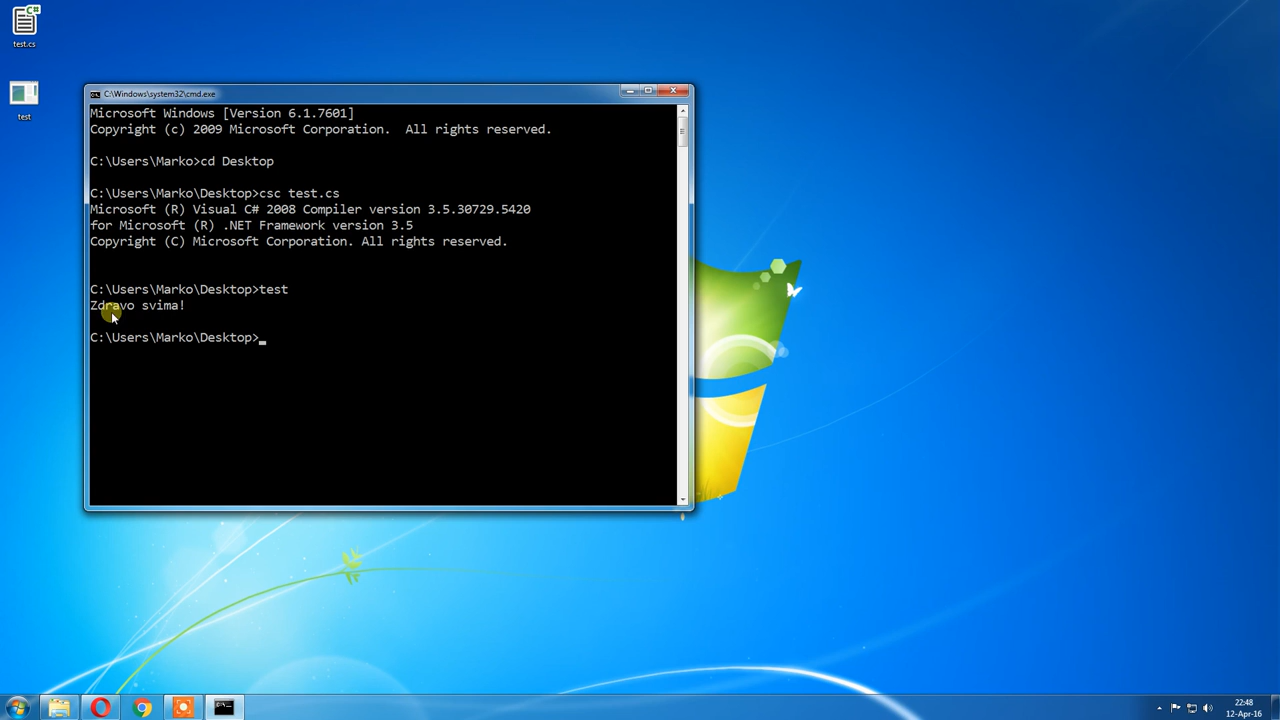 C#
test.cs
test
C:\Windows\system32\cmd.exe
Microsoft Windows [Version 6.1.7601]
Copyright (c) 2009 Microsoft Corporation.  All rights reserved.
C:\Users\Marko>cd Desktop
C:\Users\Marko\Desktop>csc test.cs
Microsoft (R) Visual C# 2008 Compiler version 3.5.30729.5420
for Microsoft (R) .NET Framework version 3.5
Copyright (C) Microsoft Corporation. All rights reserved.
C:\Users\Marko\Desktop>test
Zdravo svima!
C:\Users\Marko\Desktop>_
22:48
12-Apr-16